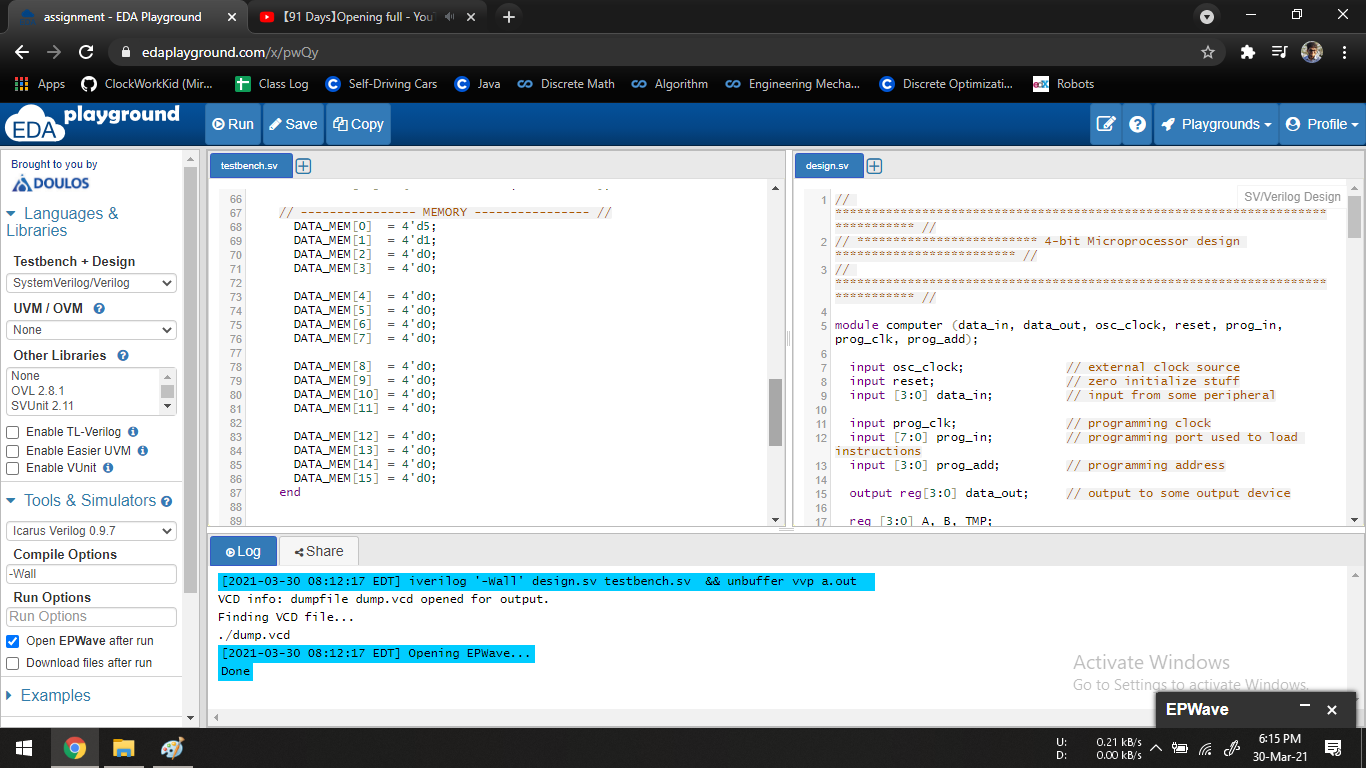 assignment - EDA Playground
【91 Days】Opening full - You
edaplayground.com/x/pwQy
Apps
ClockWorkKid (Mir...
Class Log
Self-Driving Cars
Java
Discrete Math
Algorithm
Engineering Mecha...
Discrete Optimizati...
edX Robots
EDA playground
Run
Save
Copy
Playgrounds
Profile
Brought to you by
DOULOS
Languages & Libraries
Testbench + Design
SystemVerilog/Verilog
UVM / OVM
None
Other Libraries
None
OVL 2.8.1
SVUnit 2.11
Enable TL-Verilog
Enable Easier UVM
Enable VUnit
Tools & Simulators
Icarus Verilog 0.9.7
Compile Options
-Wall
Run Options
Run Options
Open EPWave after run
Download files after run
Examples
testbench.sv
66
67 // ---------------- MEMORY ---------------- //
68 DATA_MEM[0]  = 4'd5;
69 DATA_MEM[1]  = 4'd1;
70 DATA_MEM[2]  = 4'd0;
71 DATA_MEM[3]  = 4'd0;
72
73 DATA_MEM[4]  = 4'd0;
74 DATA_MEM[5]  = 4'd0;
75 DATA_MEM[6]  = 4'd0;
76 DATA_MEM[7]  = 4'd0;
77
78 DATA_MEM[8]  = 4'd0;
79 DATA_MEM[9]  = 4'd0;
80 DATA_MEM[10] = 4'd0;
81 DATA_MEM[11] = 4'd0;
82
83 DATA_MEM[12] = 4'd0;
84 DATA_MEM[13] = 4'd0;
85 DATA_MEM[14] = 4'd0;
86 DATA_MEM[15] = 4'd0;
87 end
88
89
design.sv
SV/Verilog Design
1 //
********************************************************************
*********** //
2 // ************************* 4-bit Microprocessor design
************************* //
3 //
********************************************************************
*********** //
4
5 module computer (data_in, data_out, osc_clock, reset, prog_in,
prog_clk, prog_add);
6
7 input osc_clock; // external clock source
8 input reset; // zero initialize stuff
9 input [3:0] data_in; // input from some peripheral
10
11 input prog_clk; // programming clock
12 input [7:0] prog_in; // programming port used to load
instructions
13 input [3:0] prog_add; // programming address
14
15 output reg[3:0] data_out; // output to some output device
16
17 reg [3:0] A, B, TMP;
Log
Share
[2021-03-30 08:12:17 EDT] iverilog '-Wall' design.sv testbench.sv  && unbuffer vvp a.out
VCD info: dumpfile dump.vcd opened for output.
Finding VCD file...
./dump.vcd
[2021-03-30 08:12:17 EDT] Opening EPWave...
Done
Activate Windows
Go to Settings to activate Windows.
EPWave
U: 0.21 kB/s
D: 0.00 kB/s
6:15 PM
30-Mar-21